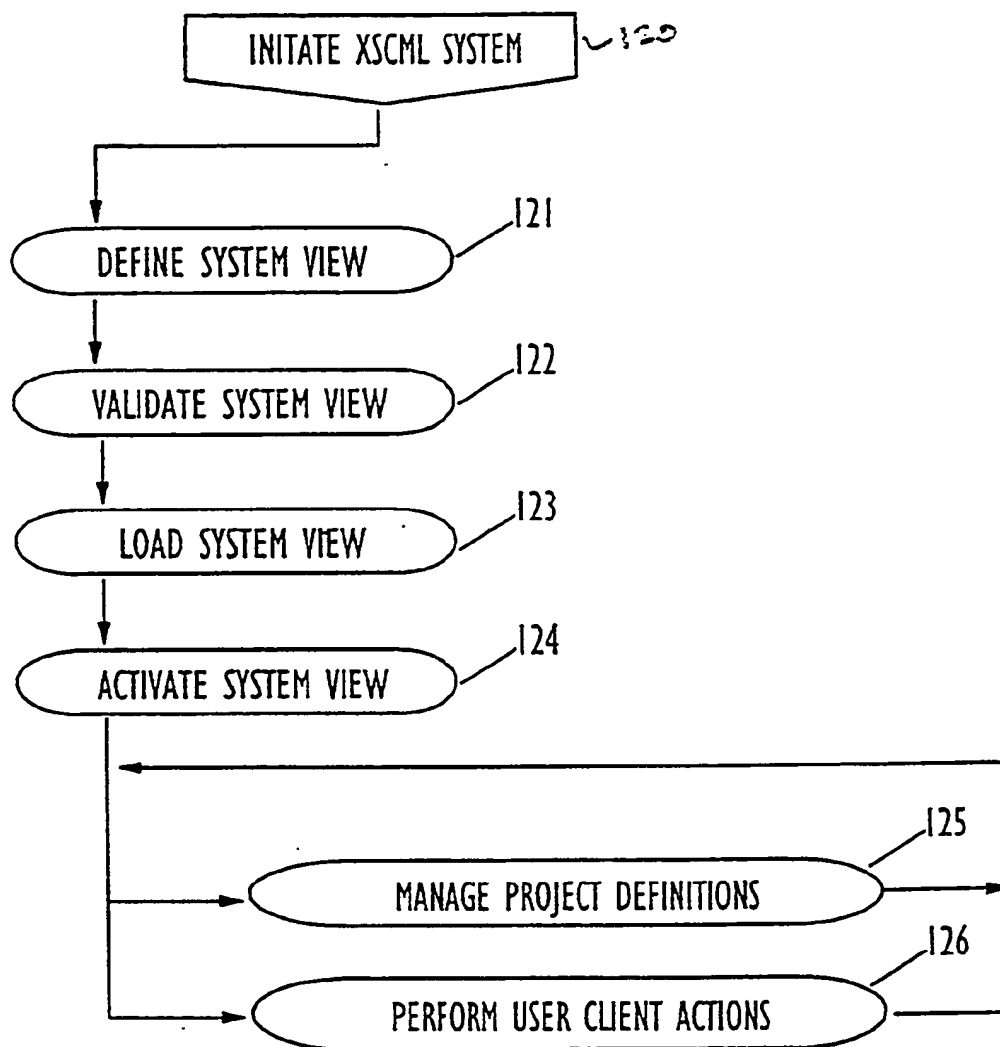 INITATE XSCML SYSTEM
120
DEFINE SYSTEM VIEW
121
VALIDATE SYSTEM VIEW
122
LOAD SYSTEM VIEW
123
ACTIVATE SYSTEM VIEW
124
MANAGE PROJECT DEFINITIONS
125
PERFORM USER CLIENT ACTIONS
126